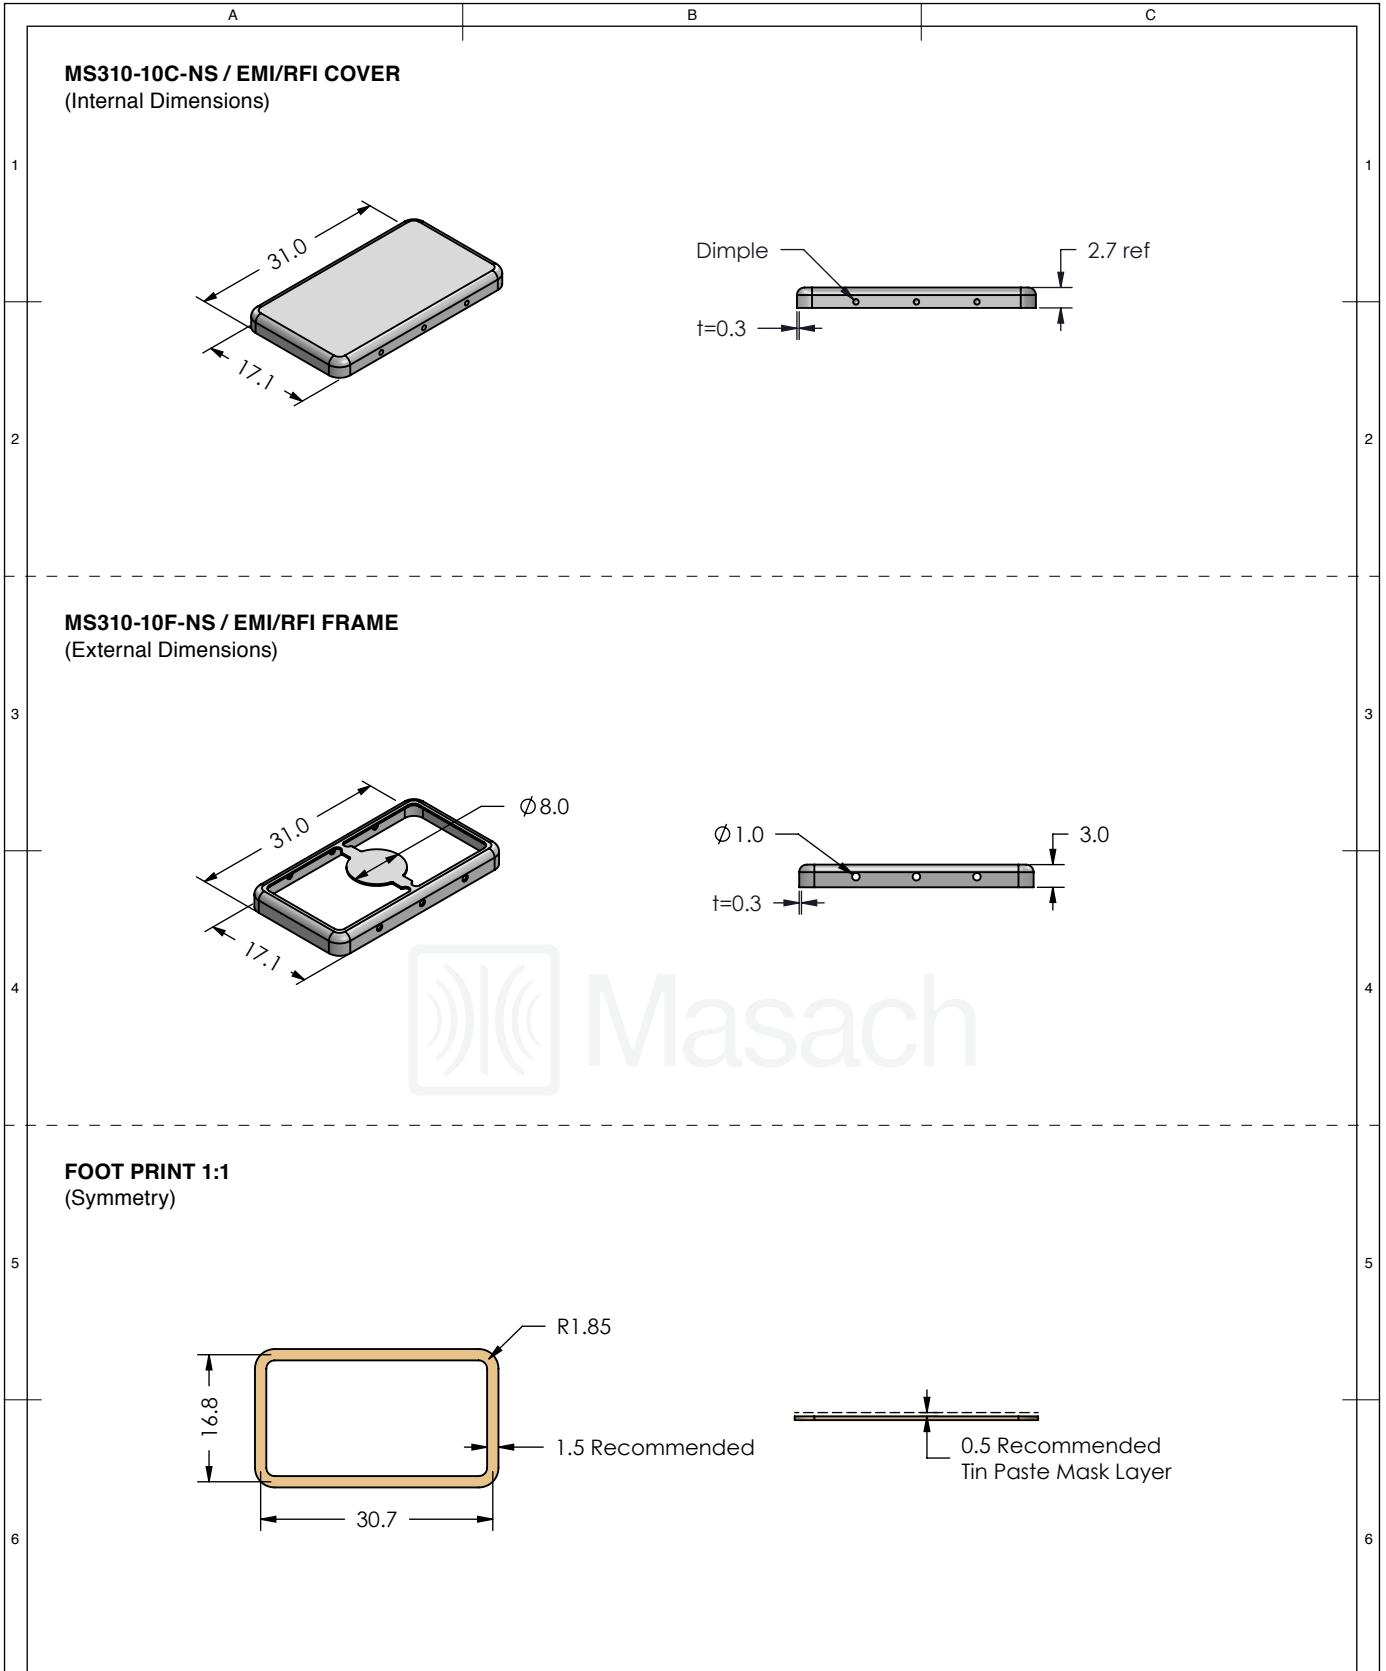 A B C
MS310-10C-NS / EMI/RFI COVER
(Internal Dimensions)
1 1
31.0
17.1
Dimple
2.7 ref
t=0.3
2 2
MS310-10F-NS / EMI/RFI FRAME
(External Dimensions)
3 3
31.0
Ø8.0
17.1
Ø1.0
3.0
t=0.3
Masach
4 4
FOOT PRINT 1:1
(Symmetry)
5 5
R1.85
16.8
1.5 Recommended
30.7
0.5 Recommended
Tin Paste Mask Layer
6 6